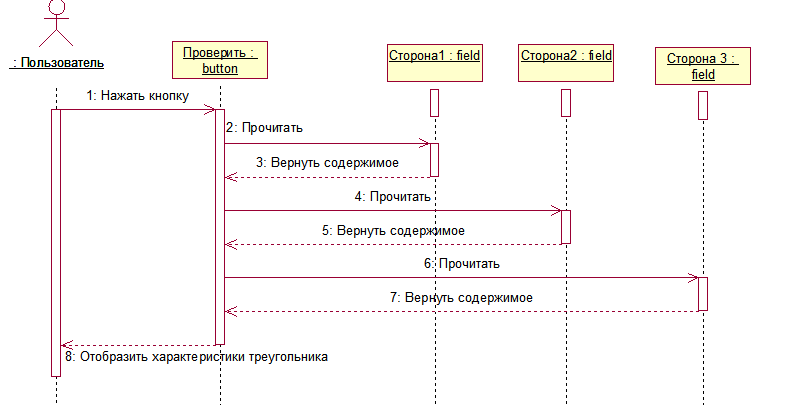 : Пользователь
Проверить :
button
Сторона1 : field
Сторона2 : field
Сторона 3 :
field
1: Нажать кнопку
2: Прочитать
3: Вернуть содержимое
4: Прочитать
5: Вернуть содержимое
6: Прочитать
7: Вернуть содержимое
8: Отобразить характеристики треугольника